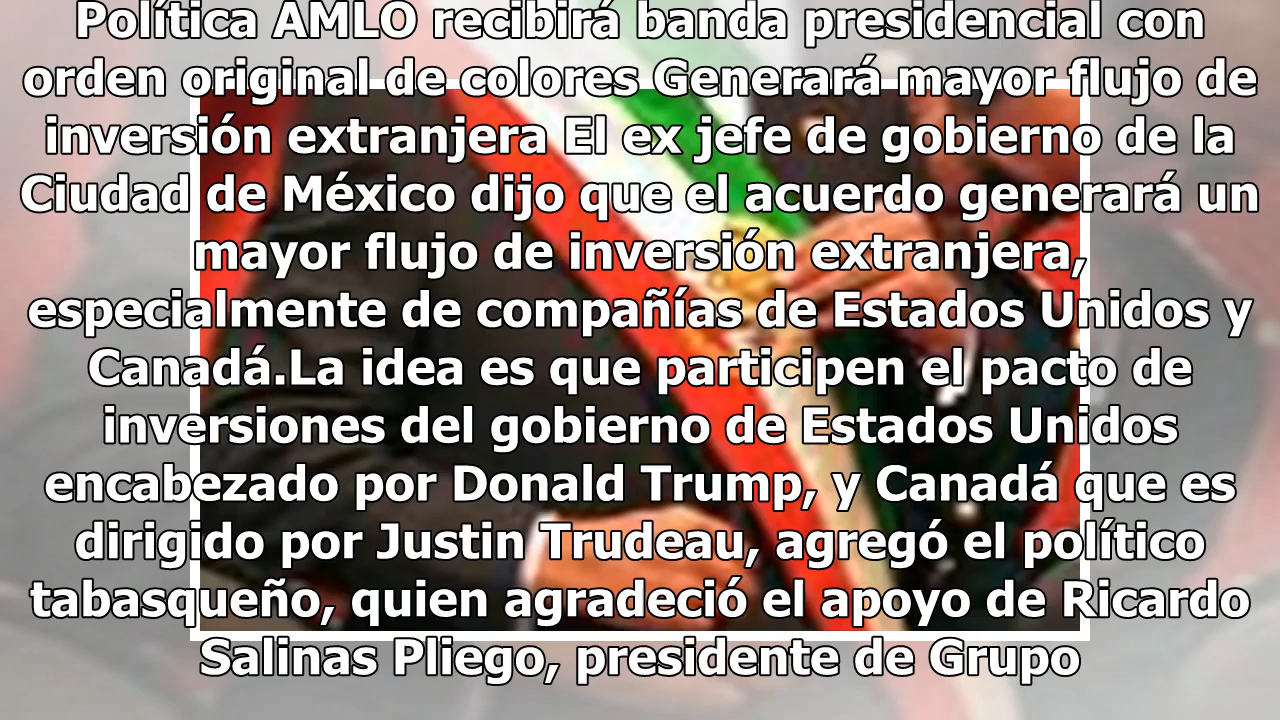 Política AMLO recibirá banda presidencial con
orden original de colores Generará mayor flujo de
inversión extranjera El ex jefe de gobierno de la
Ciudad de México dijo que el acuerdo generará un
mayor flujo de inversión extranjera,
especialmente de compañías de Estados Unidos y
Canadá.La idea es que participen el pacto de
inversiones del gobierno de Estados Unidos
encabezado por Donald Trump, y Canadá que es
dirigido por Justin Trudeau, agregó el político
tabasqueño, quien agradeció el apoyo de Ricardo
Salinas Pliego, presidente de Grupo